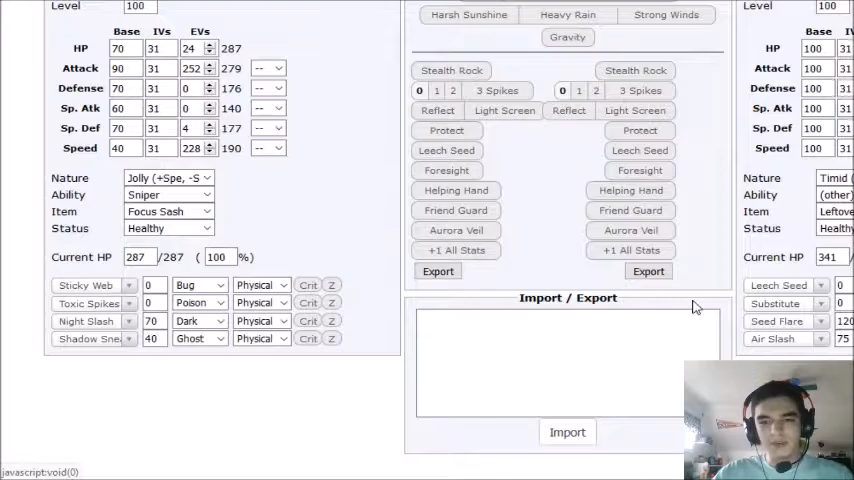 Level 100
Base IVs EVs
HP 70 31 24 287
Attack 90 31 252 279 --
Defense 70 31 0 176 --
Sp. Atk 60 31 0 140 --
Sp. Def 70 31 4 177 --
Speed 40 31 228 190 --
Nature Jolly (+Spe, -S
Ability Sniper
Item Focus Sash
Status Healthy
Current HP 287 /287 ( 100 %)
Sticky Web 0 Bug Physical Crit Z
Toxic Spikes 0 Poison Physical Crit Z
Night Slash 70 Dark Physical Crit Z
Shadow Snea 40 Ghost Physical Crit Z
Harsh Sunshine Heavy Rain Strong Winds
Gravity
Stealth Rock Stealth Rock
0 1 2 3 Spikes 0 1 2 3 Spikes
Reflect Light Screen Reflect Light Screen
Protect Protect
Leech Seed Leech Seed
Foresight Foresight
Helping Hand Helping Hand
Friend Guard Friend Guard
Aurora Veil Aurora Veil
+1 All Stats +1 All Stats
Export Export
Import / Export
Import
Level 100
Base IVs
HP 100 31
Attack 100 31
Defense 100 31
Sp. Atk 100 31
Sp. Def 100 31
Speed 100 31
Nature Timid (
Ability (other)
Item Leftove
Status Healthy
Current HP 341
Leech Seed 0
Substitute 0
Seed Flare 120
Air Slash 75
javascript:void(0)